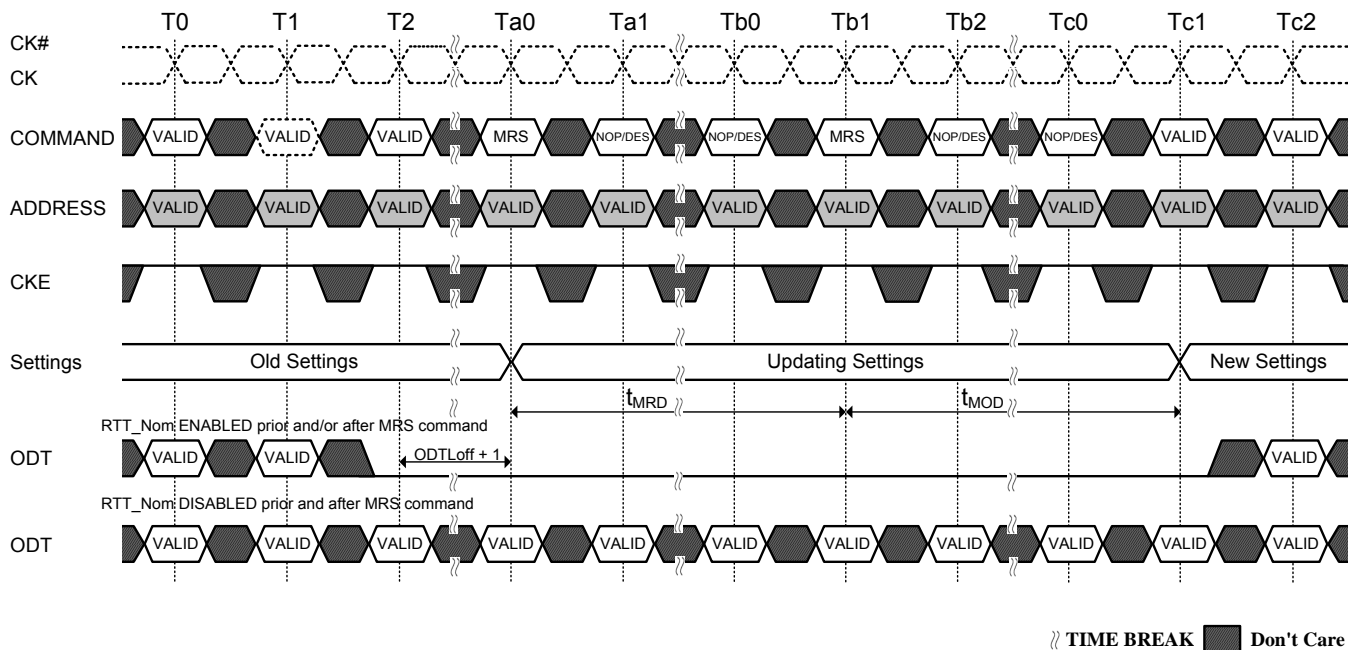 T0 T1 T2 Ta0 Ta1 Tb0 Tb1 Tb2 Tc0 Tc1 Tc2
CK#
CK
COMMAND VALID VALID VALID MRS NOP/DES NOP/DES MRS NOP/DES NOP/DES VALID VALID
ADDRESS VALID VALID VALID VALID VALID VALID VALID VALID VALID VALID VALID
CKE
Settings Old Settings Updating Settings New Settings
tMRD tMOD
RTT_Nom ENABLED prior and/or after MRS command
ODT VALID VALID ODTLoff + 1 VALID
RTT_Nom DISABLED prior and after MRS command
ODT VALID VALID VALID VALID VALID VALID VALID VALID VALID VALID VALID
TIME BREAK Don't Care